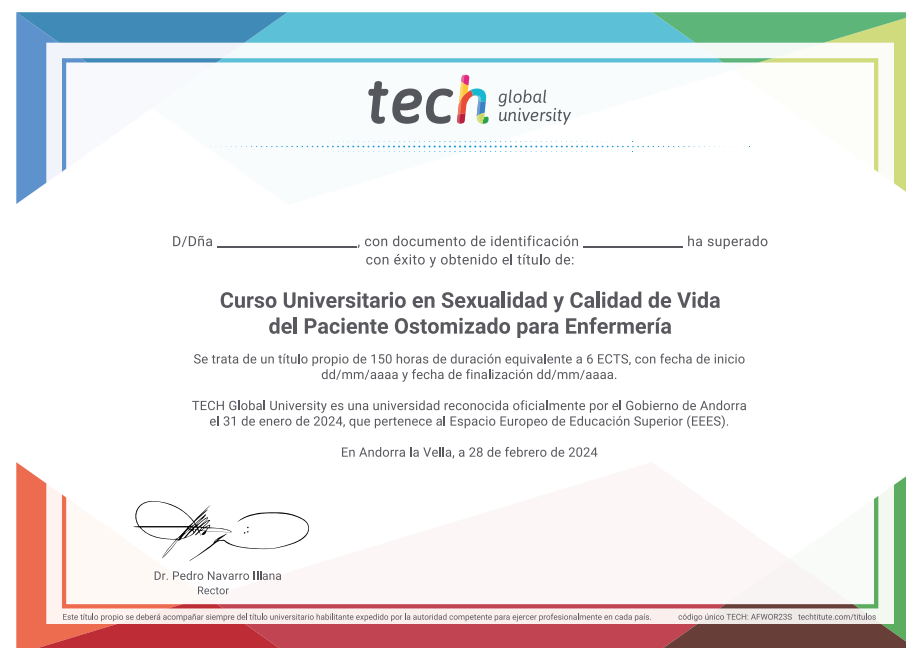 tech global university
D/Dña ____________________, con documento de identificación ______________ ha superado
con éxito y obtenido el título de:
Curso Universitario en Sexualidad y Calidad de Vida
del Paciente Ostomizado para Enfermería
Se trata de un título propio de 150 horas de duración equivalente a 6 ECTS, con fecha de inicio
dd/mm/aaaa y fecha de finalización dd/mm/aaaa.
TECH Global University es una universidad reconocida oficialmente por el Gobierno de Andorra
el 31 de enero de 2024, que pertenece al Espacio Europeo de Educación Superior (EEES).
En Andorra la Vella, a 28 de febrero de 2024
Dr. Pedro Navarro Illana
Rector
Este título propio se deberá acompañar siempre del título universitario habilitante expedido por la autoridad competente para ejercer profesionalmente en cada país. código único TECH: AFWOR23S techtitute.com/titulos